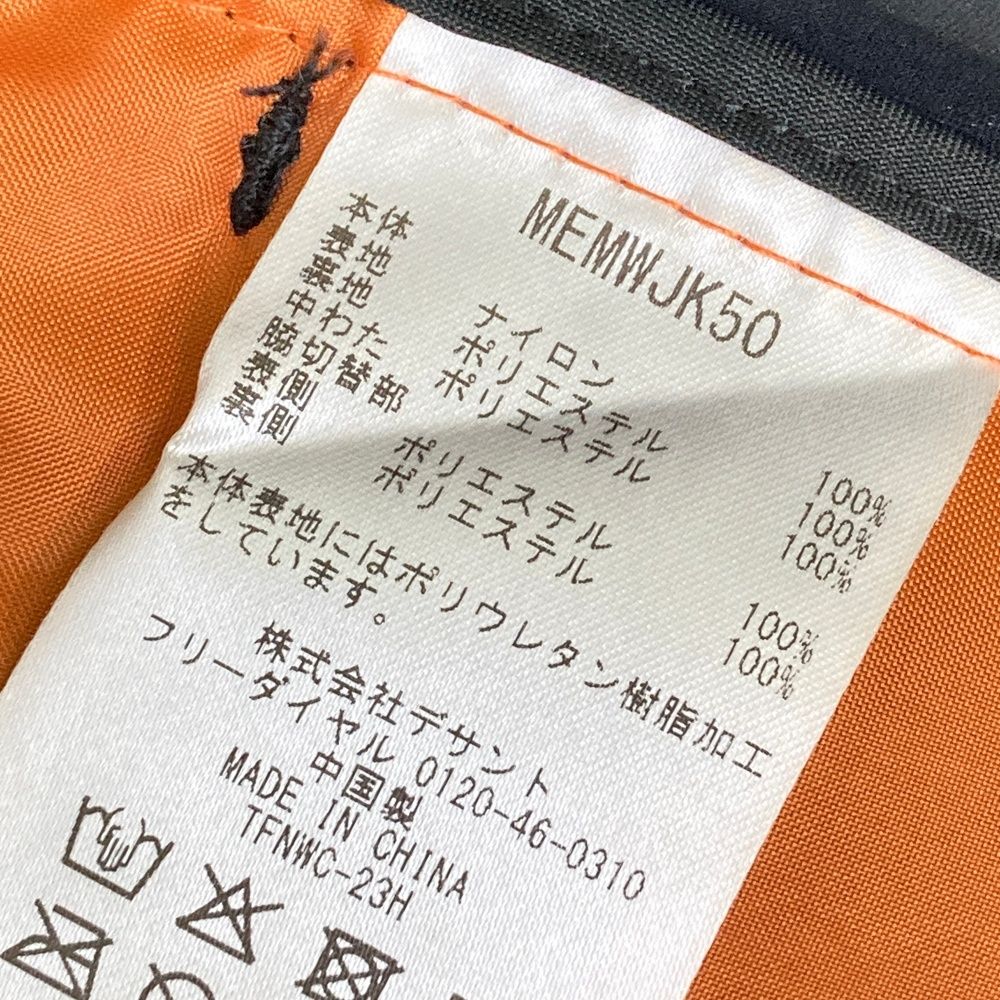 MEMWJK50
本体
表地 ナイロン 100%
裏地 ポリエステル 100%
中わた ポリエステル 100%
脇切替部
表側 ポリエステル 100%
裏側 ポリエステル 100%
本体表地にはポリウレタン樹脂加工
をしています。
株式会社デサント
フリーダイヤル 0120-46-0310
中国製
MADE IN CHINA
TFNWC-23H